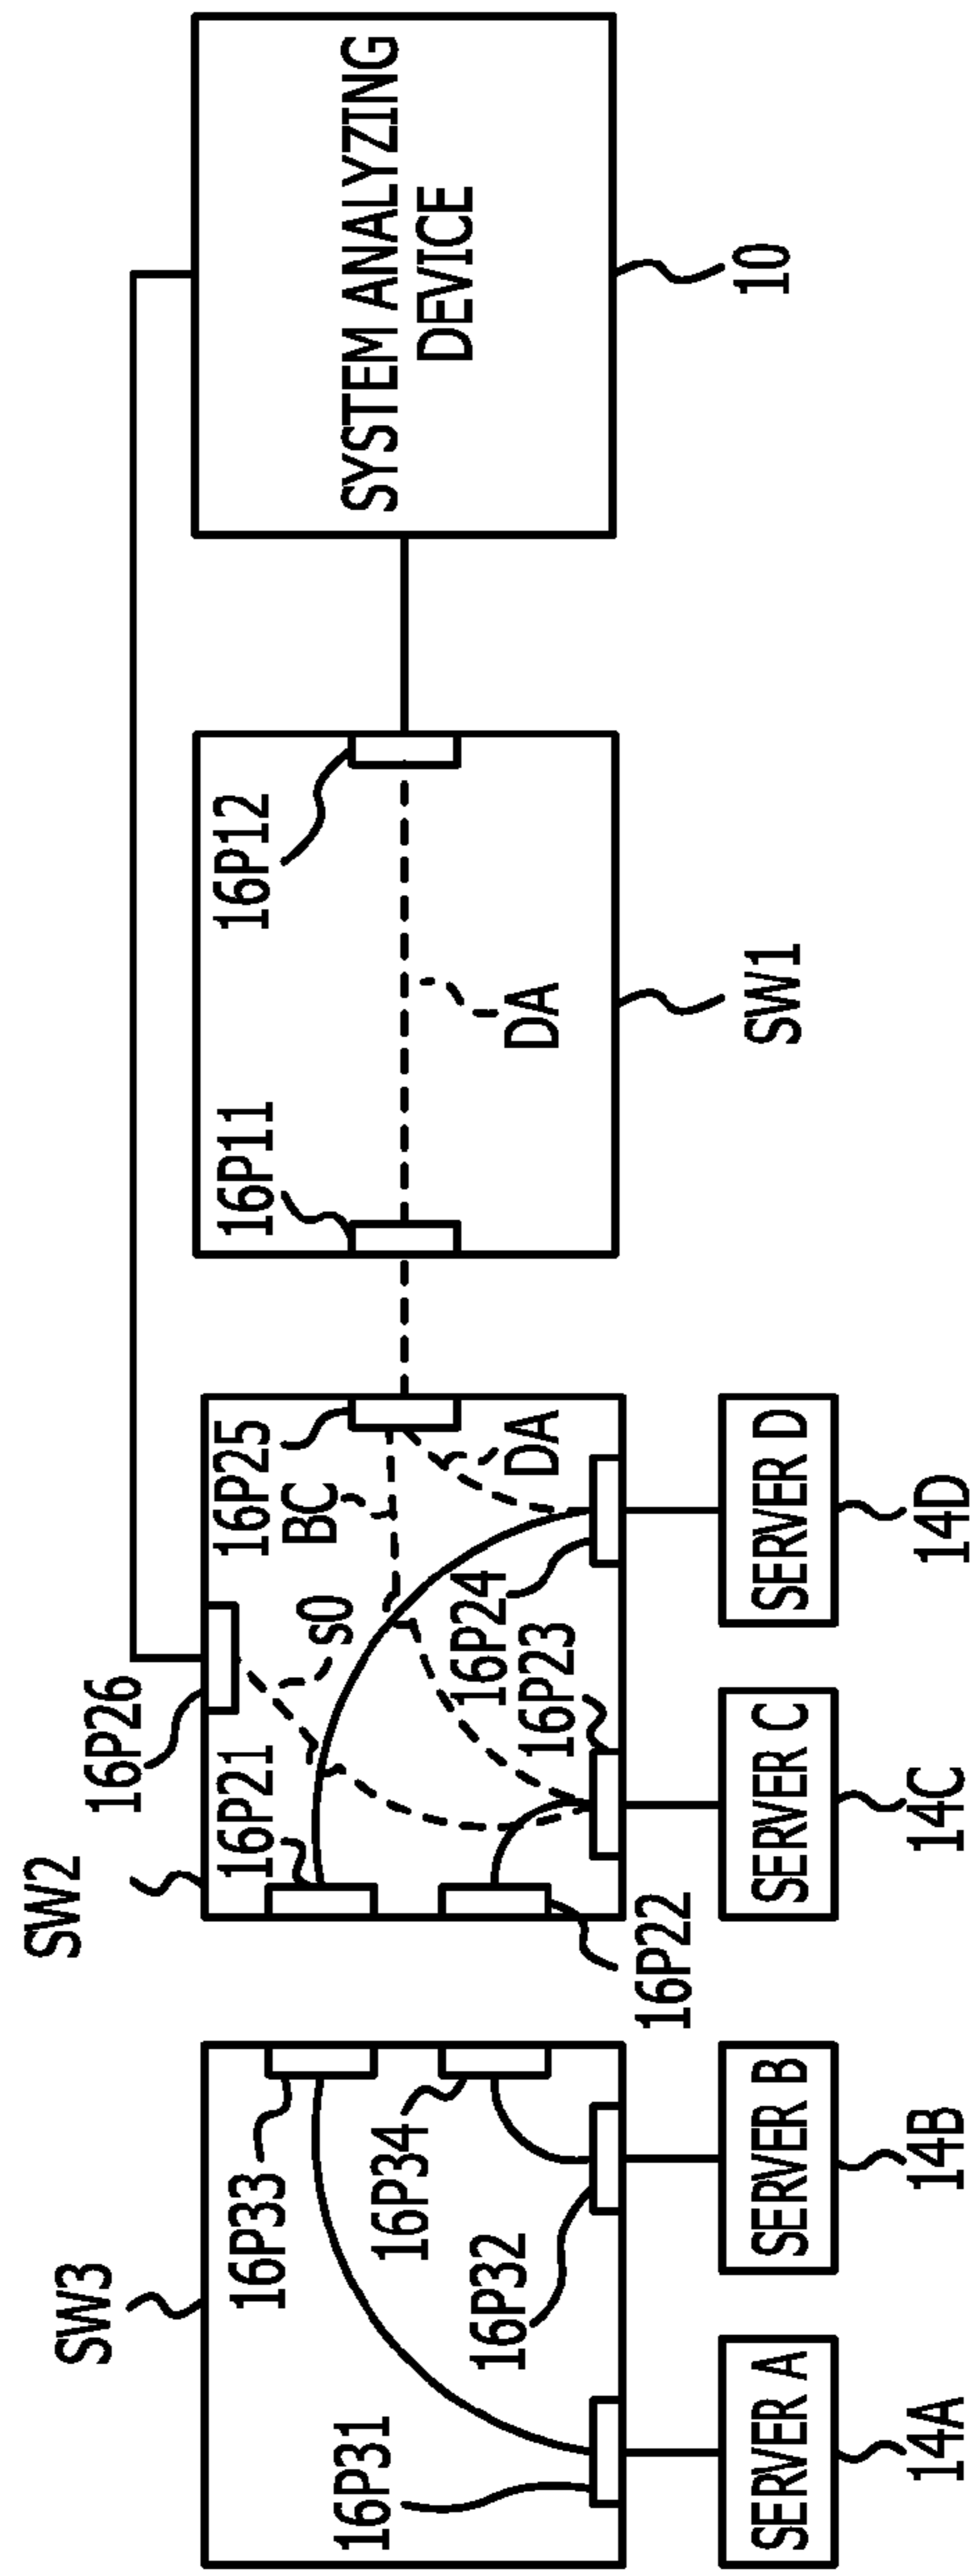 SW3
16P33
16P34
16P31
16P32
SERVER A
14A
SERVER B
14B
SW2
16P26
16P21
sO
BC
16P25
DA
16P24
16P23
16P22
SERVER C
14C
SERVER D
14D
16P11
16P12
DA
SW1
SYSTEM ANALYZING
DEVICE
10